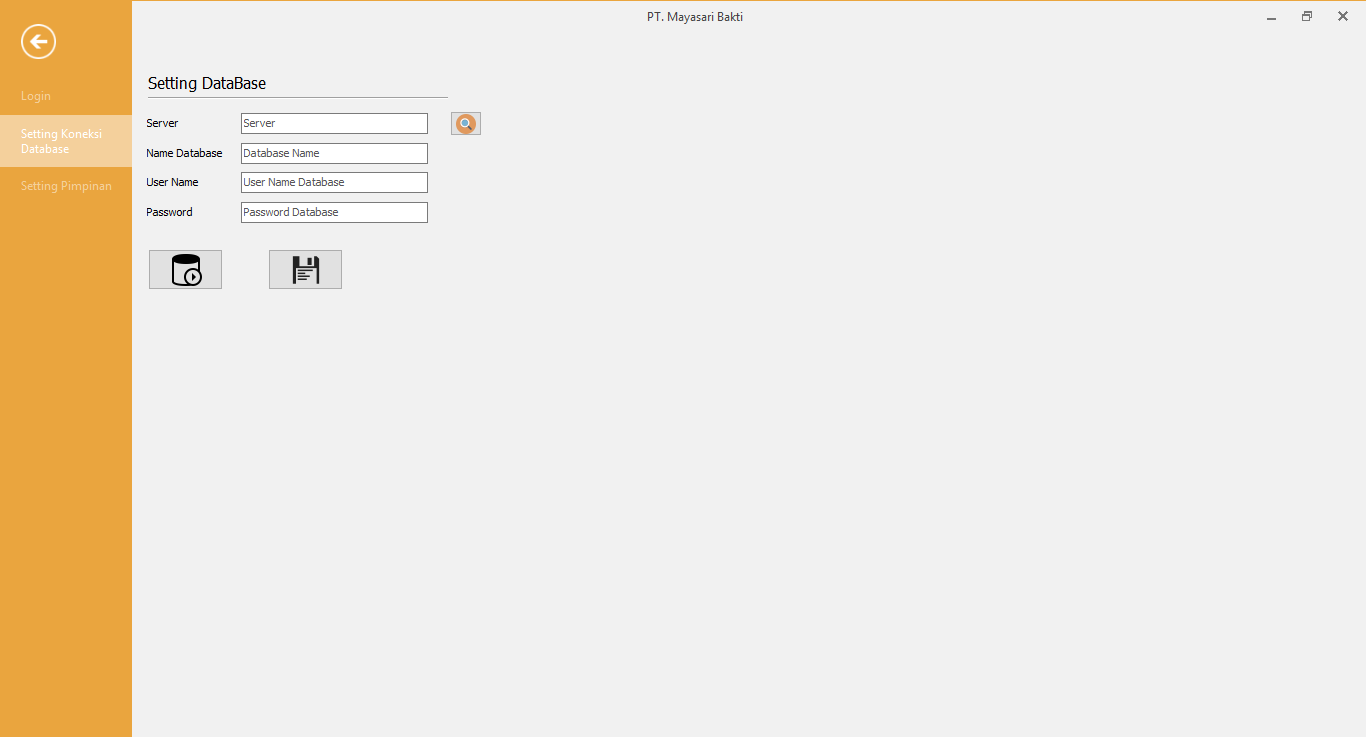 PT. Mayasari Bakti
Login
Setting Koneksi
Database
Setting Pimpinan
Setting DataBase
Server Server
Name Database Database Name
User Name User Name Database
Password Password Database